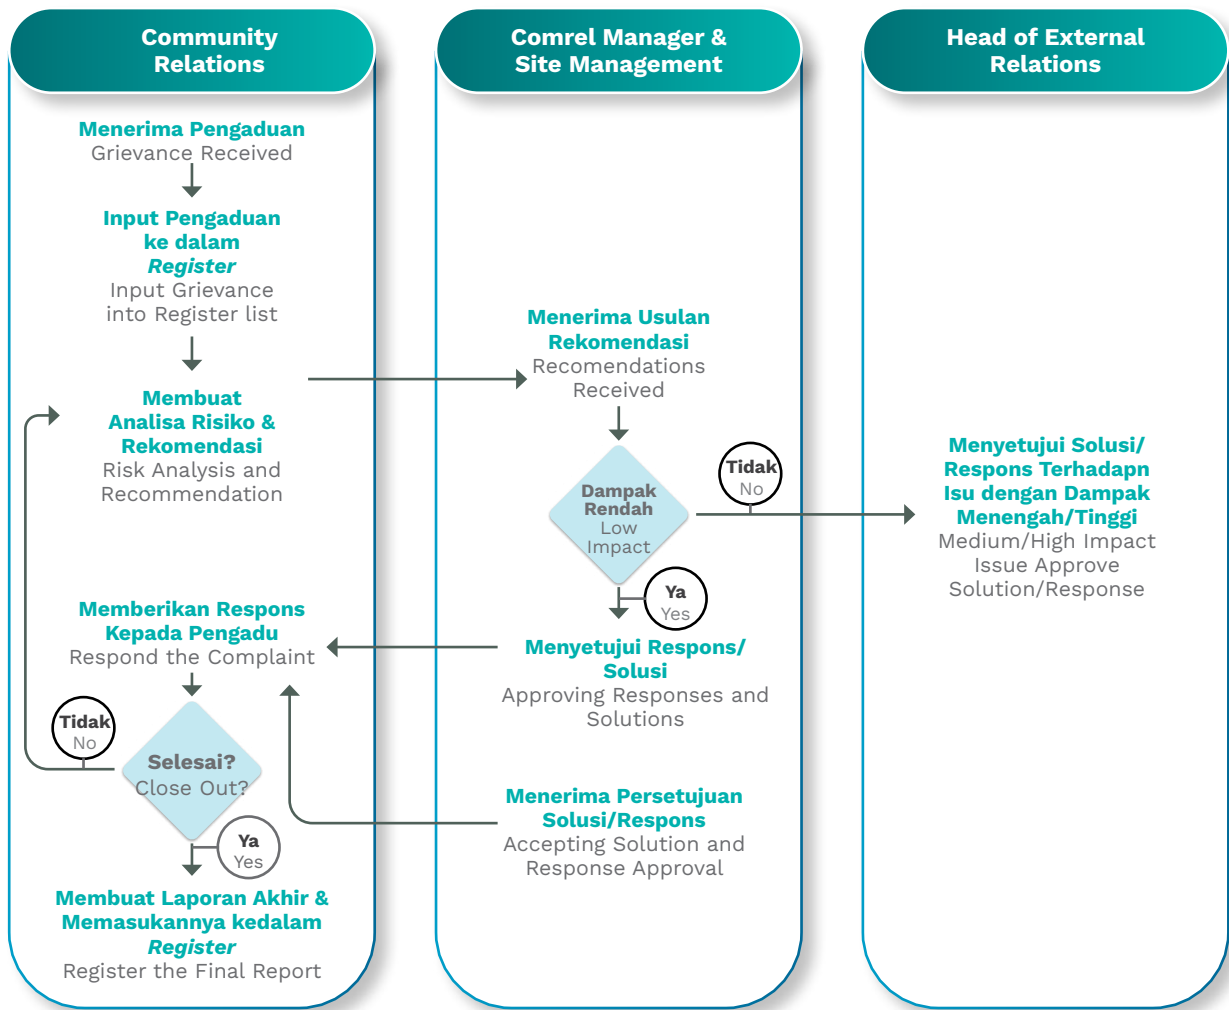 Community
Relations
Menerima Pengaduan
Grievance Received
Input Pengaduan
ke dalam
Register
Input Grievance
into Register list
Membuat
Analisa Risiko &
Rekomendasi
Risk Analysis and
Recommendation
Memberikan Respons
Kepada Pengadu
Respond the Complaint
Tidak
No
Selesai?
Close Out?
Ya
Yes
Membuat Laporan Akhir &
Memasukannya kedalam
Register
Register the Final Report
Comrel Manager &
Site Management
Menerima Usulan
Rekomendasi
Recomendations
Received
Dampak
Rendah
Low
Impact
Tidak
No
Ya
Yes
Menyetujui Respons/
Solusi
Approving Responses and
Solutions
Menerima Persetujuan
Solusi/Respons
Accepting Solution and
Response Approval
Head of External
Relations
Menyetujui Solusi/
Respons Terhadapn
Isu dengan Dampak
Menengah/Tinggi
Medium/High Impact
Issue Approve
Solution/Response